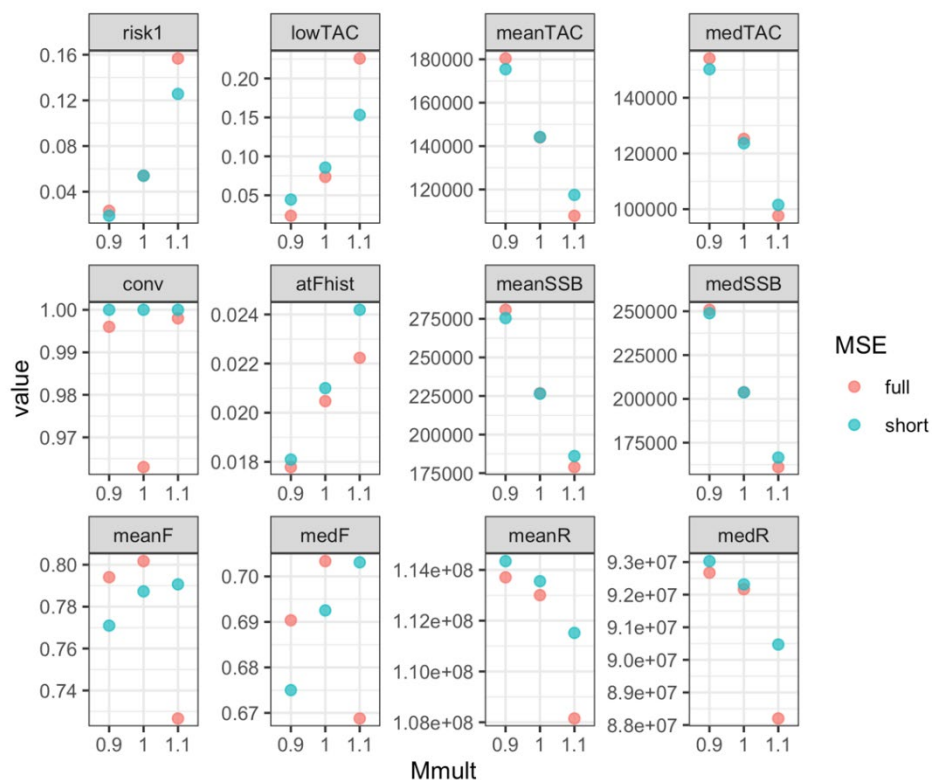 risk1 lowTAC meanTAC medTAC
0.16 0.20 180000 140000
0.12 0.15 160000 120000
0.08 0.10 140000 100000
0.04 0.05 120000
0.9 1 1.1 0.9 1 1.1 0.9 1 1.1 0.9 1 1.1
conv atFhist meanSSB medSSB
1.00 0.024 275000 250000
0.99 0.022 250000 225000
0.98 0.020 225000 200000
0.97 0.018 200000 175000
175000
0.9 1 1.1 0.9 1 1.1 0.9 1 1.1 0.9 1 1.1
meanF medF meanR medR
0.80 0.70 1.14e+08 9.3e+07
0.78 0.69 1.12e+08 9.2e+07
0.76 0.68 1.10e+08 9.1e+07
0.74 0.67 1.08e+08 9.0e+07
8.9e+07
8.8e+07
0.9 1 1.1 0.9 1 1.1 0.9 1 1.1 0.9 1 1.1
value
Mmult
MSE
full
short